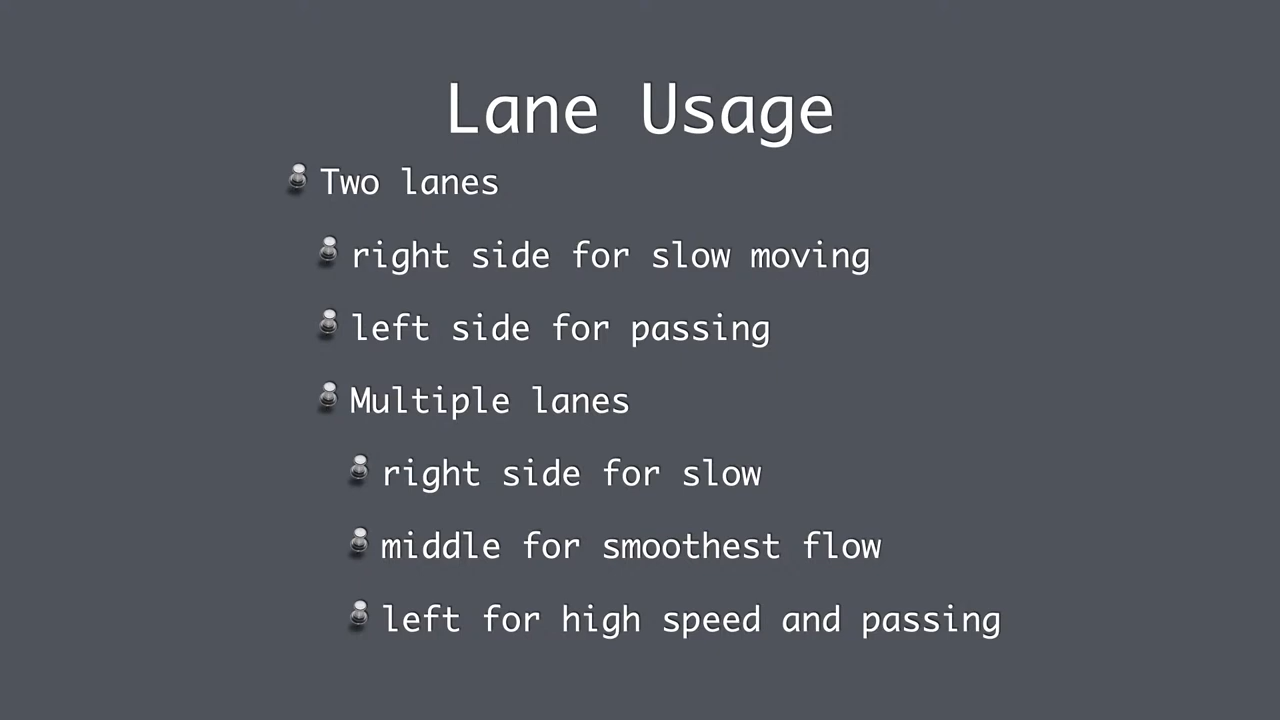 Lane Usage
Two lanes
right side for slow moving
left side for passing
Multiple lanes
right side for slow
middle for smoothest flow
left for high speed and passing